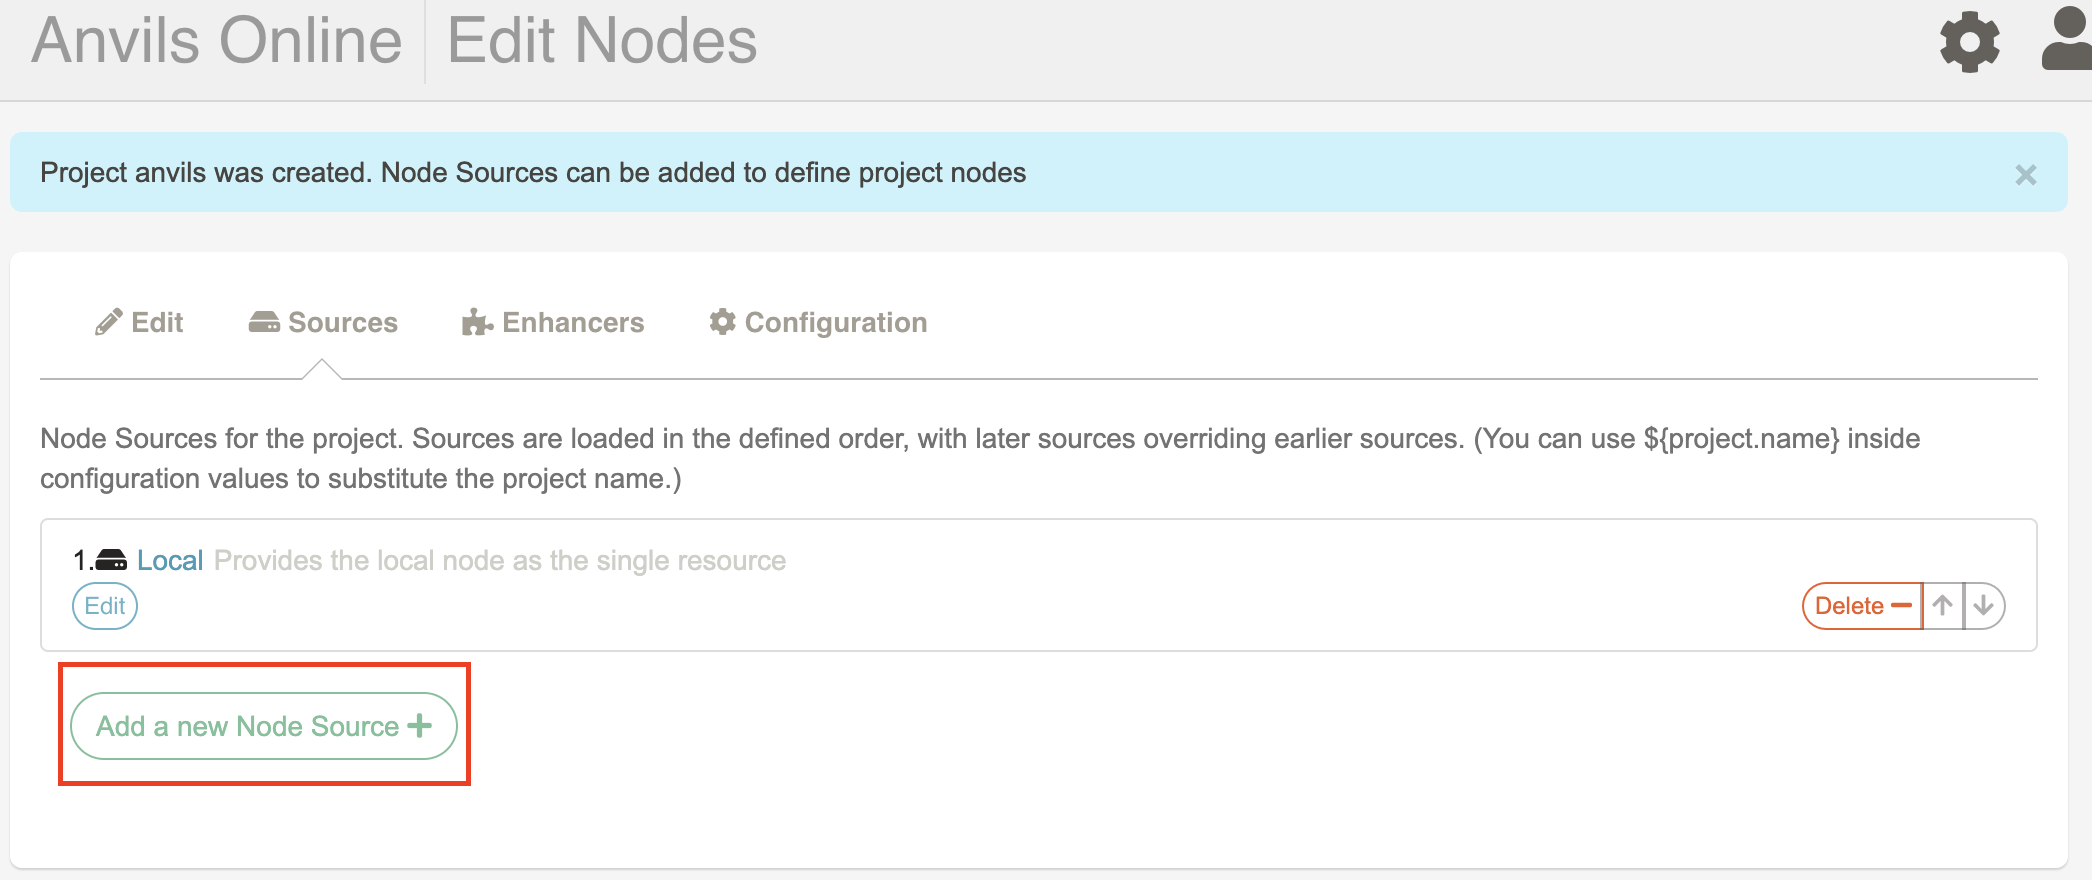 Anvils Online Edit Nodes
Project anvils was created. Node Sources can be added to define project nodes
Edit Sources Enhancers Configuration
Node Sources for the project. Sources are loaded in the defined order, with later sources overriding earlier sources. (You can use ${project.name} inside
configuration values to substitute the project name.)
1. Local Provides the local node as the single resource
Edit Delete
Add a new Node Source